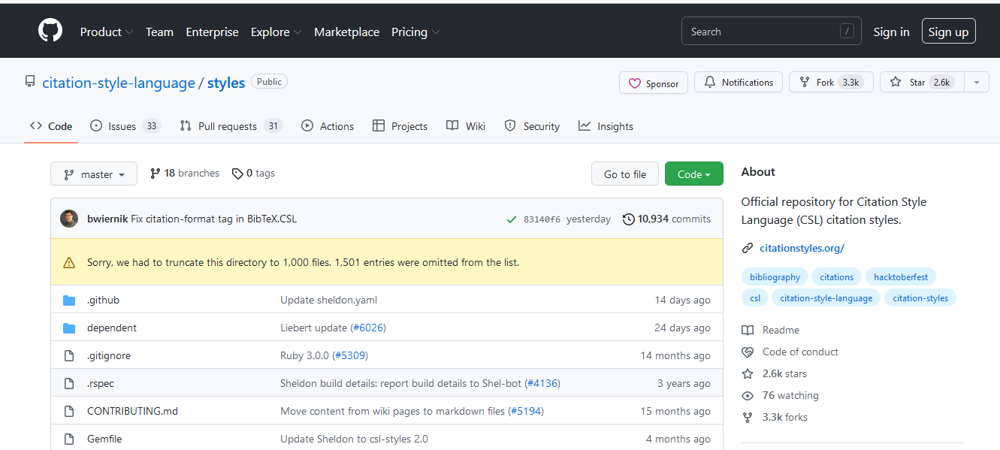 Product Team Enterprise Explore Marketplace Pricing Search / Sign in Sign up
citation-style-language / styles Public Sponsor Notifications Fork 3.3k Star 2.6k
Code Issues 33 Pull requests 31 Actions Projects Wiki Security Insights
master 18 branches 0 tags Go to file Code
bwiernik Fix citation-format tag in BibTeX.CSL 83140f6 yesterday 10,934 commits
Sorry, we had to truncate this directory to 1,000 files. 1,501 entries were omitted from the list.
.github Update sheldon.yaml 14 days ago
dependent Liebert update (#6026) 24 days ago
.gitignore Ruby 3.0.0 (#5309) 14 months ago
.rspec Sheldon build details: report build details to Shel-bot (#4136) 3 years ago
CONTRIBUTING.md Move content from wiki pages to markdown files (#5194) 15 months ago
Gemfile Update Sheldon to csl-styles 2.0 4 months ago
About
Official repository for Citation Style
Language (CSL) citation styles.
citationstyles.org/
bibliography citations hacktoberfest
csl citation-style-language citation-styles
Readme
Code of conduct
2.6k stars
76 watching
3.3k forks